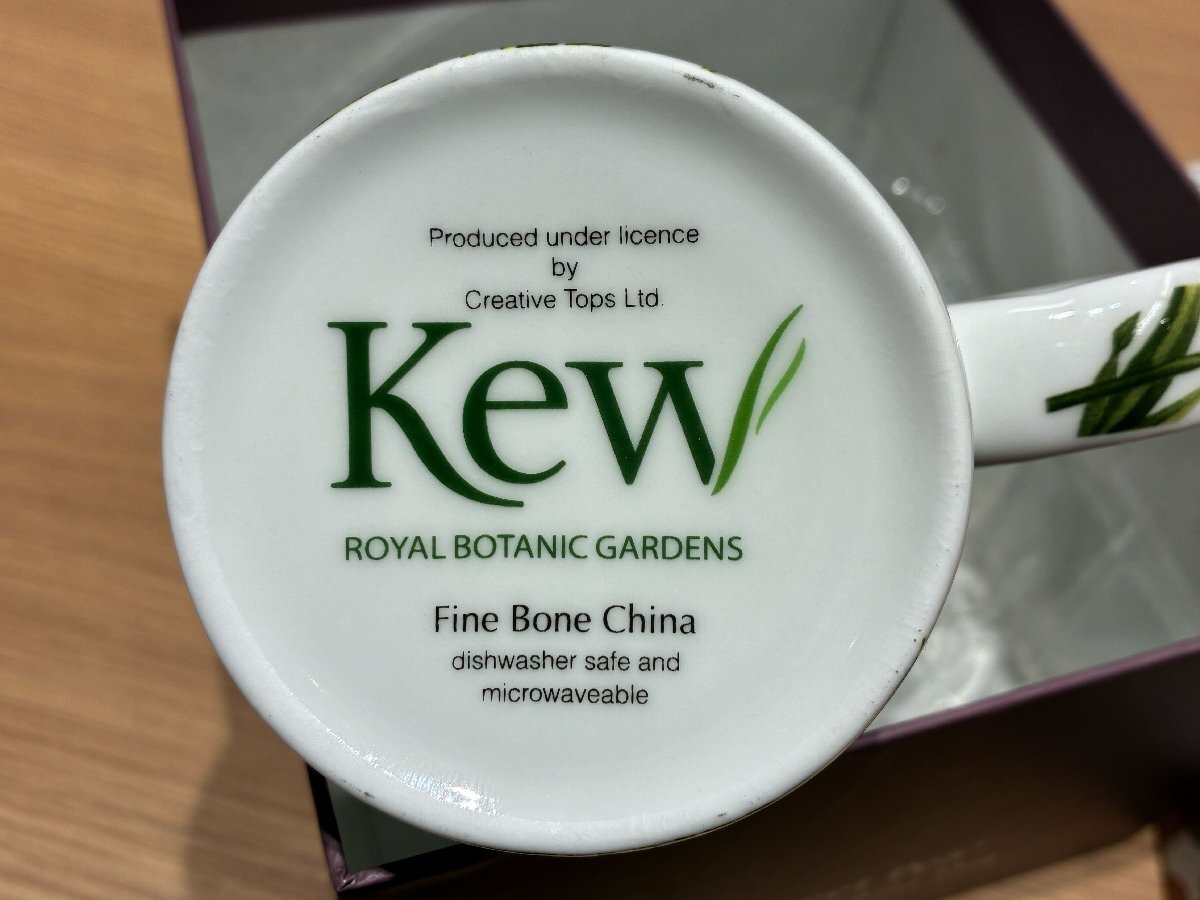 Produced under licence
by
Creative Tops Ltd.
Kew
ROYAL BOTANIC GARDENS
Fine Bone China
dishwasher safe and
microwaveable